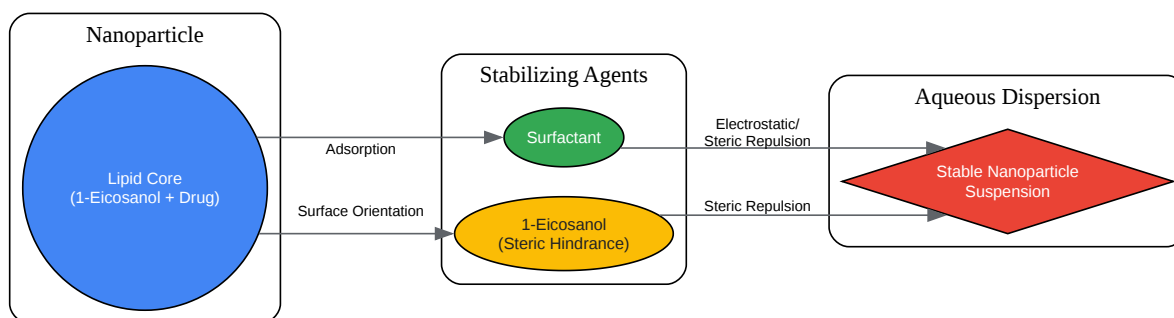 Nanoparticle
Lipid Core
(1-Eicosanol + Drug)
Adsorption
Surface Orientation
Stabilizing Agents
Surfactant
1-Eicosanol
(Steric Hindrance)
Electrostatic/
Steric Repulsion
Steric Repulsion
Aqueous Dispersion
Stable Nanoparticle
Suspension